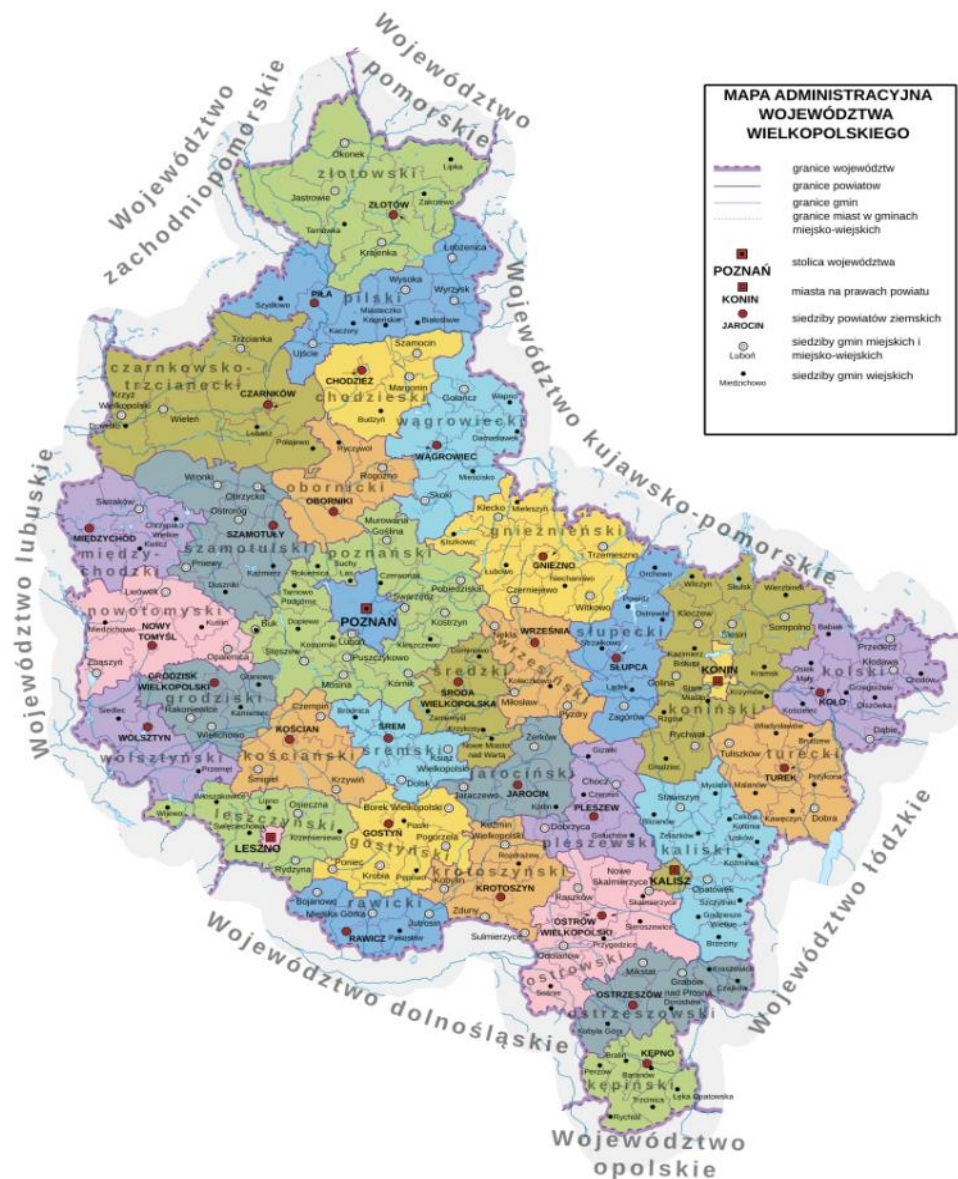 Województwo
pomorskie
Województwo
zachodniopomorskie
MAPA ADMINISTRACYJNA
WOJEWÓDZTWA
WIELKOPOLSKIEGO
granice województw
granice powiatow
granice gmin
granice miast w gminach
miejsko-wiejskich
POZNAŃ
stolica województwa
KONIN
miasta na prawach powiatu
JAROCIN
siedziby powiatów ziemskich
Luboń
siedziby gmin miejskich i
miejsko-wiejskich
Miedzichowo
siedziby gmin wiejskich
Okonek
Lipka
złotowski
Jastrowie
Zakrzewo
ZŁOTÓW
Tarnówka
Krajenka
Łobżenica
Wysoka
Wyrzysk
PIŁA
pilski
Szydłowo
Miasteczko
Krajeńskie
Kaczory
Białośliwie
Ujście
Województwo kujawsko-pomorskie
Trzcianka
Szamocin
czarnkowsko-
trzcianecki
CHODZIEŻ
Margonin
chodzieski
Krzyż
Wielkopolski
CZARNKÓW
Gołańcz
Wapno
Wieleń
Budzyń
Drawsko
wągrowiecki
Lubasz
Połajewo
Damasławek
Ryczywół
WĄGROWIEC
Rogoźno
Mieścisko
Wronki
obornicki
Obrzycko
Skoki
OBORNIKI
Województwo lubuskie
Sieraków
Ostroróg
Kłecko
Mieleszyn
MIĘDZYCHÓD
Chrzypsko
Wielkie
Kwilcz
SZAMOTUŁY
Murowana
Goślina
gnieźnieński
Kiszkowo
między-
chodzki
szamotulski
poznański
Trzemeszno
GNIEZNO
Pniewy
Kaźmierz
Rokietnica
Suchy
Las
Czerwonak
Łubowo
Niechanowo
Orchowo
Duszniki
Tarnowo
Podgórne
Pobiedziska
Czerniejewo
Witkowo
Powidz
Wilczyn
Skulsk
Wierzbinek
Lwówek
Swarzędz
Ostrowite
Kleczew
nowotomyski
Buk
Dopiewo
POZNAŃ
Kostrzyn
Nekla
WRZEŚNIA
słupecki
Ślesin
Sompolno
Miedzichowo
Kuślin
Komorniki
Luboń
Kleszczewo
Strzałkowo
Babiak
Przedecz
NOWY
TOMYŚL
Stęszew
Puszczykowo
Dominowo
wrzesiński
SŁUPCA
Kazimierz
Biskupi
Kłodawa
Zbąszyń
Opalenica
średzki
Kołaczkowo
KONIN
Kramsk
Osiek
Mały
kolski
GRODZISK
WIELKOPOLSKI
Granowo
Mosina
Kórnik
ŚRODA
WIELKOPOLSKA
Miłosław
Lądek
Golina
Stare
Miasto
Krzymów
KOŁO
Grzegorzew
Chodów
Siedlec
grodziski
Kamieniec
Czempiń
Brodnica
Zaniemyśl
Pyzdry
Zagórów
Rzgów
koniński
Kościelec
Olszówka
Rakoniewice
Krzykosy
Władysławów
Brudzew
Dąbie
WOLSZTYN
Wielichowo
KOŚCIAN
ŚREM
Nowe Miasto
nad Wartą
Żerków
Rychwał
Tuliszków
turecki
wolsztyński
kościański
śremski
Książ
Wielkopolski
Gizałki
Grodziec
TUREK
Przykona
Przemęt
Śmigiel
Krzywiń
Dolsk
jarociński
Chocz
Mycielin
Malanów
Jaraczewo
JAROCIN
Czermin
Stawiszyn
Kawęczyn
Dobra
Włoszakowice
Lipno
Osieczna
Kotlin
PLESZEW
Wijewo
leszczyński
Borek Wielkopolski
Blizanów
Ceków
Kolonia
Święciechowa
Krzemieniewo
GOSTYŃ
Piaski
Koźmin
Wielkopolski
Dobrzyca
Gołuchów
Żelazków
Lisków
LESZNO
Pogorzela
pleszewski
kaliski
Koźminek
Poniec
gostyński
Rozdrażew
Rydzyna
Krobia
Pępowo
krotoszyński
Nowe
Skalmierzyce
KALISZ
Kobylin
Raszków
Opatówek
Bojanowo
rawicki
KROTOSZYN
Skalmierzyce
Szczytniki
Miejska Górka
Jutrosin
Zduny
OSTRÓW
WIELKOPOLSKI
Sieroszewice
Godziesze
Wielkie
RAWICZ
Pakosław
Sulmierzyce
Przygodzice
Brzeziny
Odolanów
ostrowski
Mikstat
Kraszewice
Województwo dolnośląskie
Województwo łódzkie
Sośnie
Grabów
nad Prosną
Czajków
OSTRZESZÓW
Doruchów
ostrzeszowski
Kobyla Góra
KĘPNO
Bralin
Perzów
Baranów
kępiński
Łęka Opatowska
Trzcinica
Rychtal
Województwo
opolskie